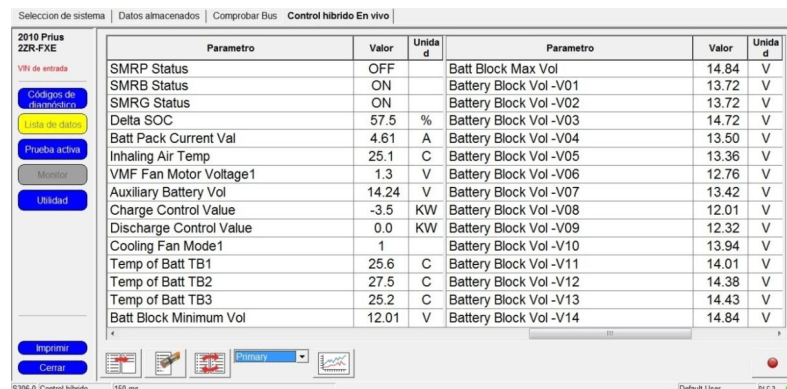 Seleccion de sistema | Datos almacenados | Comprobar Bus | Control híbrido En vivo
2010 Prius
2ZR-FXE
VIN de entrada
Códigos de
diagnóstico
Lista de datos
Prueba activa
Monitor
Utilidad
Imprimir
Cerrar
Parametro Valor Unida
d Parametro Valor Unida
d
SMRP Status OFF Batt Block Max Vol 14.84 V
SMRB Status ON Battery Block Vol -V01 13.72 V
SMRG Status ON Battery Block Vol -V02 13.72 V
Delta SOC 57.5 % Battery Block Vol -V03 14.72 V
Batt Pack Current Val 4.61 A Battery Block Vol -V04 13.50 V
Inhaling Air Temp 25.1 C Battery Block Vol -V05 13.36 V
VMF Fan Motor Voltage1 1.3 V Battery Block Vol -V06 12.76 V
Auxiliary Battery Vol 14.24 V Battery Block Vol -V07 13.42 V
Charge Control Value -3.5 KW Battery Block Vol -V08 12.01 V
Discharge Control Value 0.0 KW Battery Block Vol -V09 12.32 V
Cooling Fan Mode1 1 Battery Block Vol -V10 13.94 V
Temp of Batt TB1 25.6 C Battery Block Vol -V11 14.01 V
Temp of Batt TB2 27.5 C Battery Block Vol -V12 14.38 V
Temp of Batt TB3 25.2 C Battery Block Vol -V13 14.43 V
Batt Block Minimum Vol 12.01 V Battery Block Vol -V14 14.84 V
Primary
Control híbrido 150 ms Default User